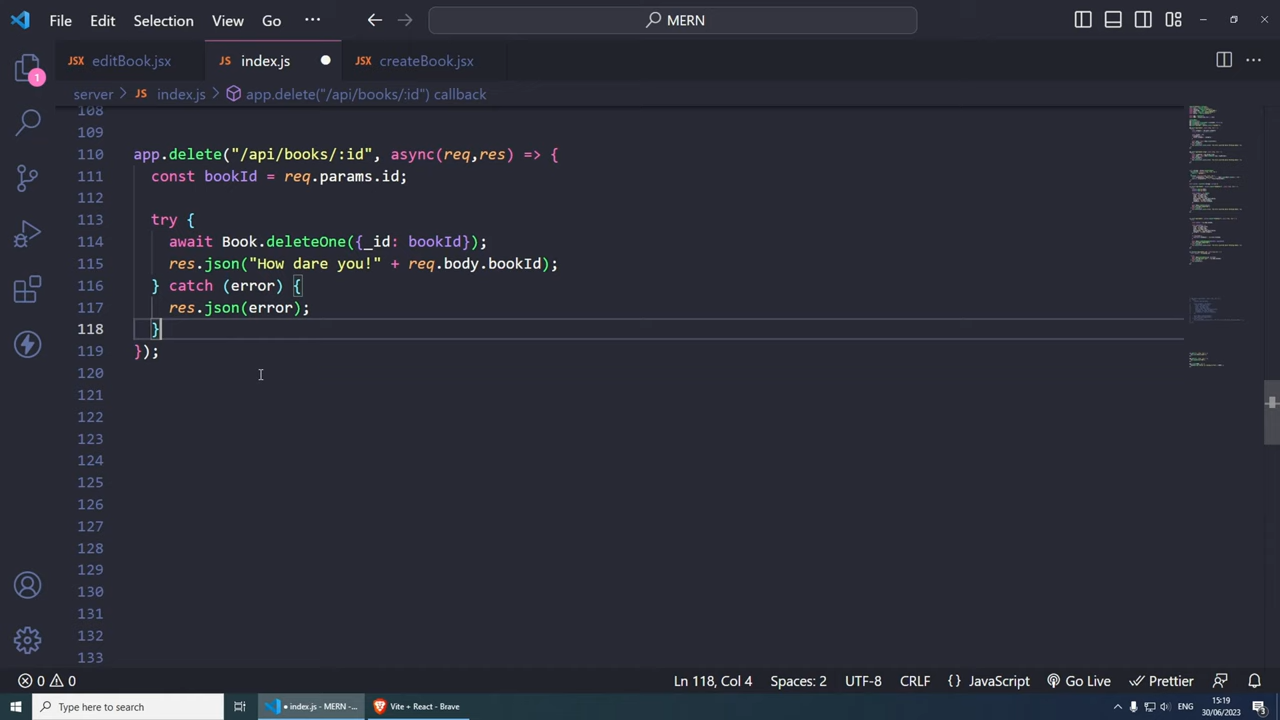 File Edit Selection View Go ··· MERN
JSX editBook.jsx JS index.js JSX createBook.jsx
server > JS index.js > app.delete("/api/books/:id") callback
1
108
109
110 app.delete("/api/books/:id", async(req,res) => {
111 const bookId = req.params.id;
112
113 try {
114 await Book.deleteOne({_id: bookId});
115 res.json("How dare you!" + req.body.bookId);
116 } catch (error) {
117 res.json(error);
118 }
119 });
120
121
122
123
124
125
126
127
128
129
130
131
132
133
0 0 Ln 118, Col 4 Spaces: 2 UTF-8 CRLF {} JavaScript Go Live Prettier
Type here to search ● index.js - MERN -... Vite + React - Brave ENG 15:19
30/06/2023 3